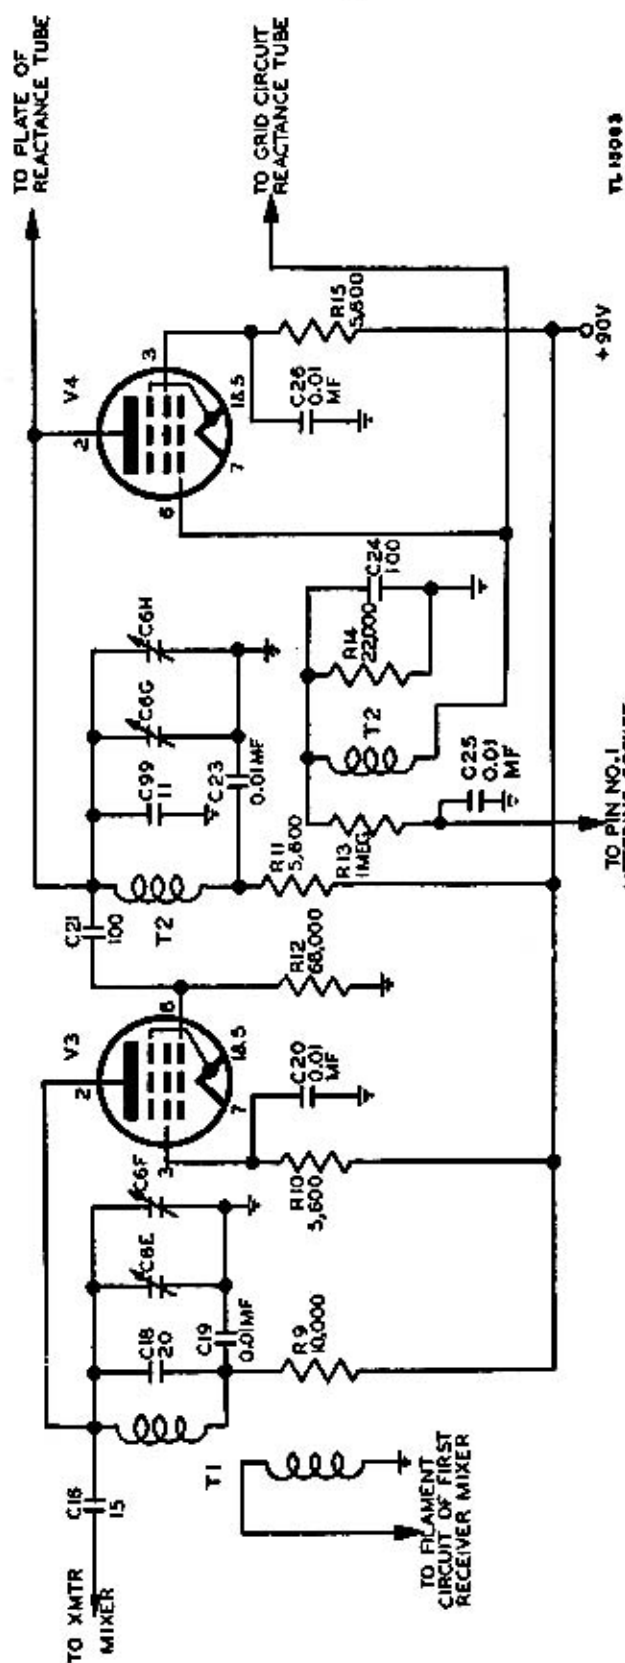 TO XMTR
MIXER
C16
15
T1
TO FILAMENT
CIRCUIT OF FIRST
RECEIVER MIXER
C18
20
C19
0.01MF
R9
10,000
C6E
C6F
V3
2
3
6
7
1&5
R10
5,600
C20
0.01
MF
R12
68,000
C21
100
T2
C99
11
C23
0.01MF
C6G
C6H
R11
5,600
R13
1MEG
T2
R14
22,000
C24
100
C25
0.01
MF
TO PIN NO.1
V4
2
3
6
7
1&5
C26
0.01
MF
R15
5,600
+90V
TO PLATE OF
REACTANCE TUBE
TO GRID CIRCUIT
REACTANCE TUBE